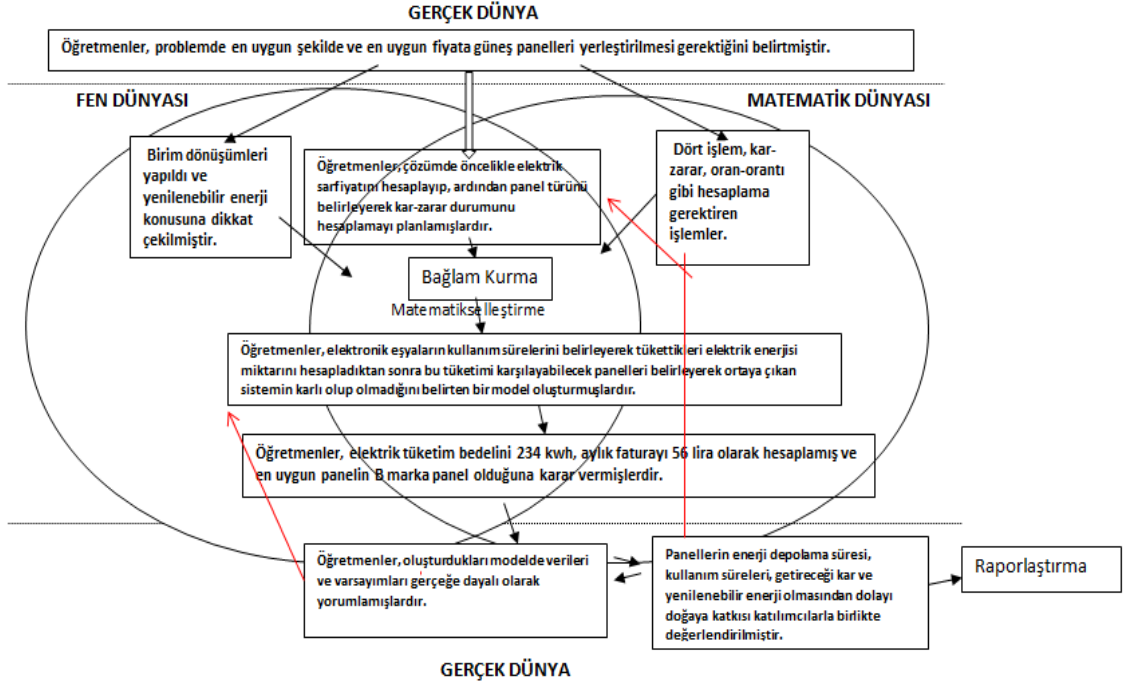 GERÇEK DÜNYA
Öğretmenler, problemde en uygun şekilde ve en uygun fiyata güneş panelleri yerleştirilmesi gerektiğini belirtmiştir.
FEN DÜNYASI
MATEMATİK DÜNYASI
Birim dönüşümleri
yapıldı ve
yenilenebilir enerji
konusuna dikkat
çekilmiştir.
Öğretmenler, çözümde öncelikle elektrik
sarfiyatını hesaplayıp, ardından panel türünü
belirleyerek kar-zarar durumunu
hesaplamayı planlamışlardır.
Dört işlem, kar-
zarar, oran-orantı
gibi hesaplama
gerektiren
işlemler.
Bağlam Kurma
Matematikselleştirme
Öğretmenler, elektronik eşyaların kullanım sürelerini belirleyerek tükettikleri elektrik enerjisi
miktarını hesapladıktan sonra bu tüketimi karşılayabilecek panelleri belirleyerek ortaya çıkan
sistemin karlı olup olmadığını belirten bir model oluşturmuşlardır.
Öğretmenler, elektrik tüketim bedelini 234 kwh, aylık faturayı 56 lira olarak hesaplamış ve
en uygun panelin B marka panel olduğuna karar vermişlerdir.
Öğretmenler, oluşturdukları modelde verileri
ve varsayımları gerçeğe dayalı olarak
yorumlamışlardır.
Panellerin enerji depolama süresi,
kullanım süreleri, getireceği kar ve
yenilenebilir enerji olmasından dolayı
doğaya katkısı katılımcılarla birlikte
değerlendirilmiştir.
Raporlaştırma
GERÇEK DÜNYA